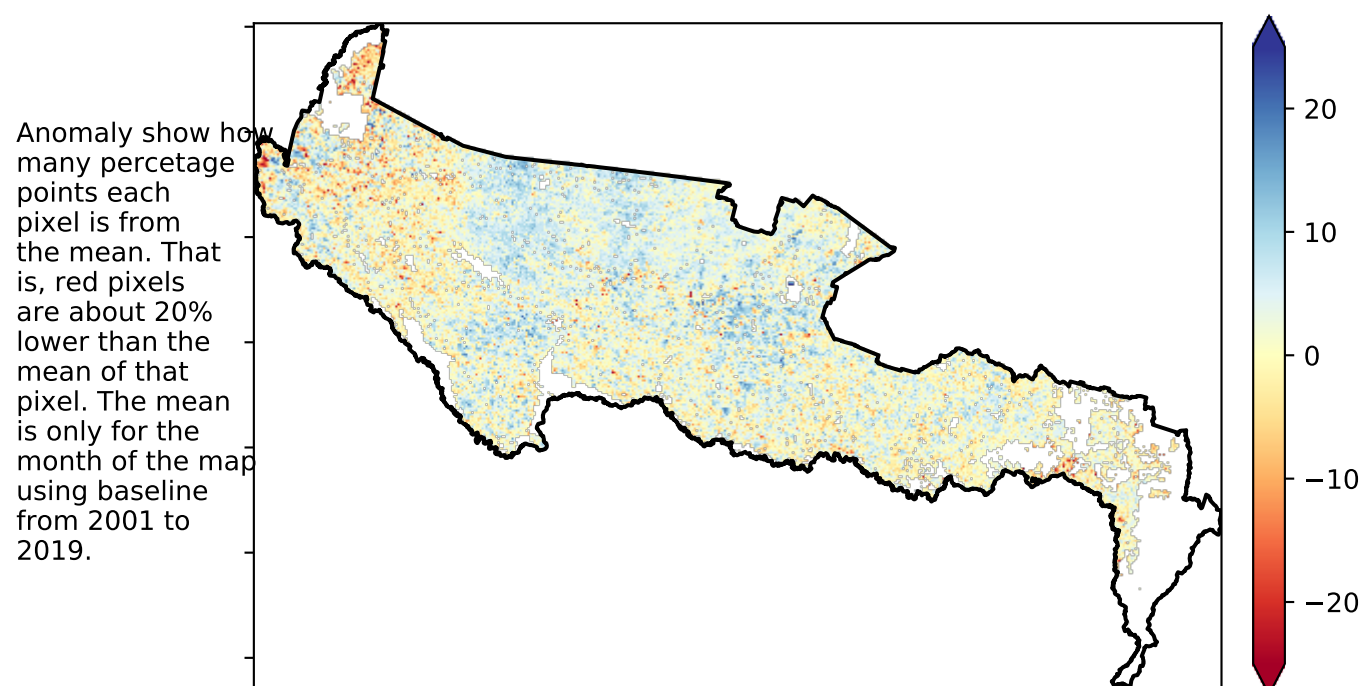 Anomaly show how
many percetage
points each
pixel is from
the mean. That
is, red pixels
are about 20%
lower than the
mean of that
pixel. The mean
is only for the
month of the map
using baseline
from 2001 to
2019.
20
10
0
−10
−20